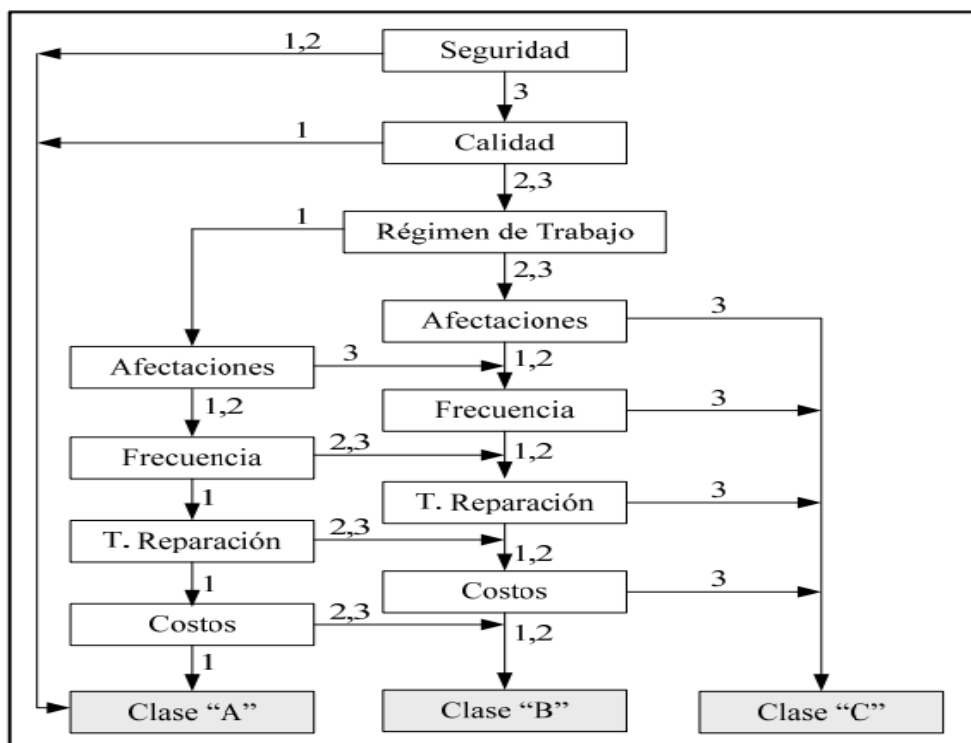 1,2
Seguridad
3
1
Calidad
2,3
1
Régimen de Trabajo
2,3
Afectaciones
3
Afectaciones
3
1,2
1,2
Frecuencia
3
Frecuencia
2,3
1,2
1
T. Reparación
3
T. Reparación
2,3
1,2
1
Costos
3
Costos
2,3
1,2
1
Clase “A”
Clase “B”
Clase “C”